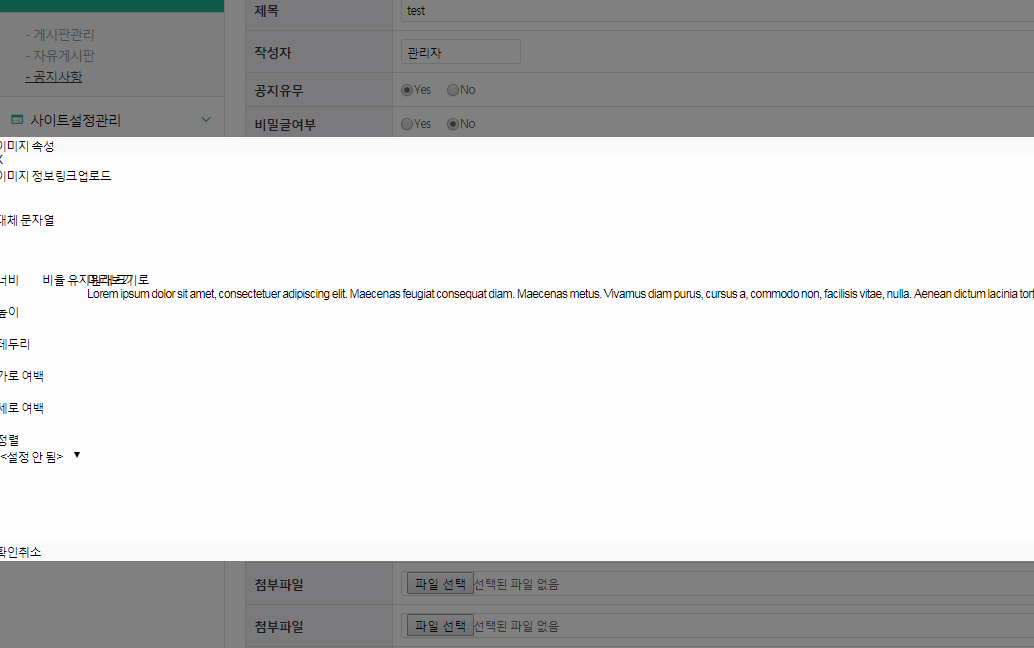 제목
test
- 게시판관리
- 자유게시판
- 공지사항
작성자
관리자
공지유무
Yes
No
사이트설정관리
비밀글여부
Yes
No
이미지 속성
X
이미지 정보링크업로드
대체 문자열
너비
비율 유지
높이
Lorem ipsum dolor sit amet, consectetuer adipiscing elit. Maecenas feugiat consequat diam. Maecenas metus. Vivamus diam purus, cursus a, commodo non, facilisis vitae, nulla. Aenean dictum lacinia tort
테두리
가로 여백
세로 여백
정렬
<설정 안 됨>
▼
확인취소
첨부파일
파일 선택 선택된 파일 없음
첨부파일
파일 선택 선택된 파일 없음